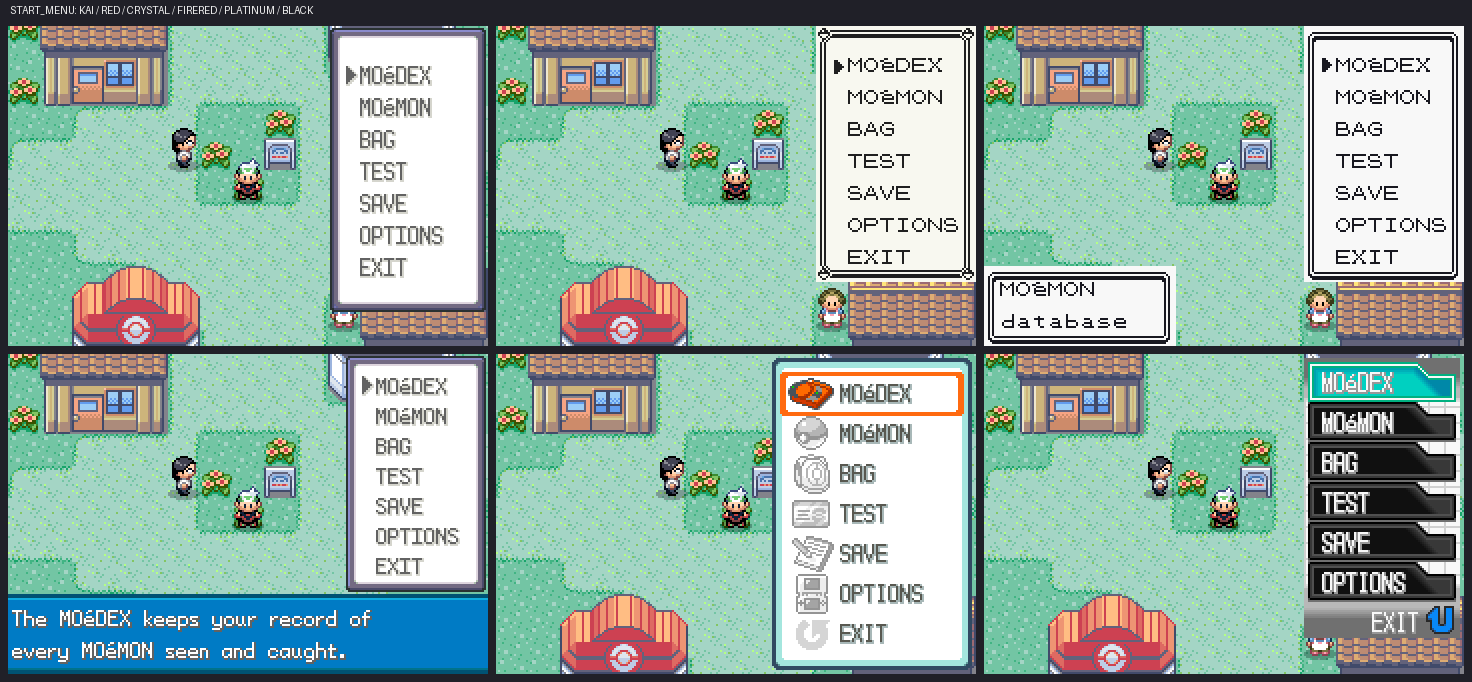 START_MENU: KAI / RED / CRYSTAL / FIRERED / PLATINUM / BLACK
MOéDEX
MOéMON
BAG
TEST
SAVE
OPTIONS
EXIT
MOéDEX
MOéMON
BAG
TEST
SAVE
OPTIONS
EXIT
MOéDEX
MOéMON
BAG
TEST
SAVE
OPTIONS
EXIT
MOéMON
database
MOéDEX
MOéMON
BAG
TEST
SAVE
OPTIONS
EXIT
The MOéDEX keeps your record of
every MOéMON seen and caught.
MOéDEX
MOéMON
BAG
TEST
SAVE
OPTIONS
EXIT
MOéDEX
MOéMON
BAG
TEST
SAVE
OPTIONS
EXIT